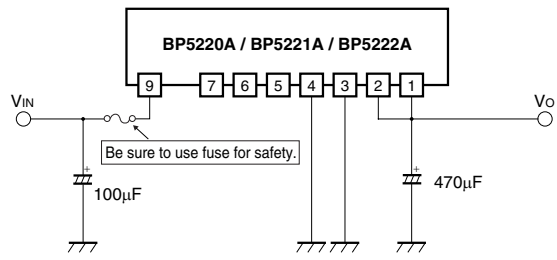 BP5220A / BP5221A / BP5222A
9 7 6 5 4 3 2 1
VIN
VO
Be sure to use fuse for safety.
+
100μF
+
470μF